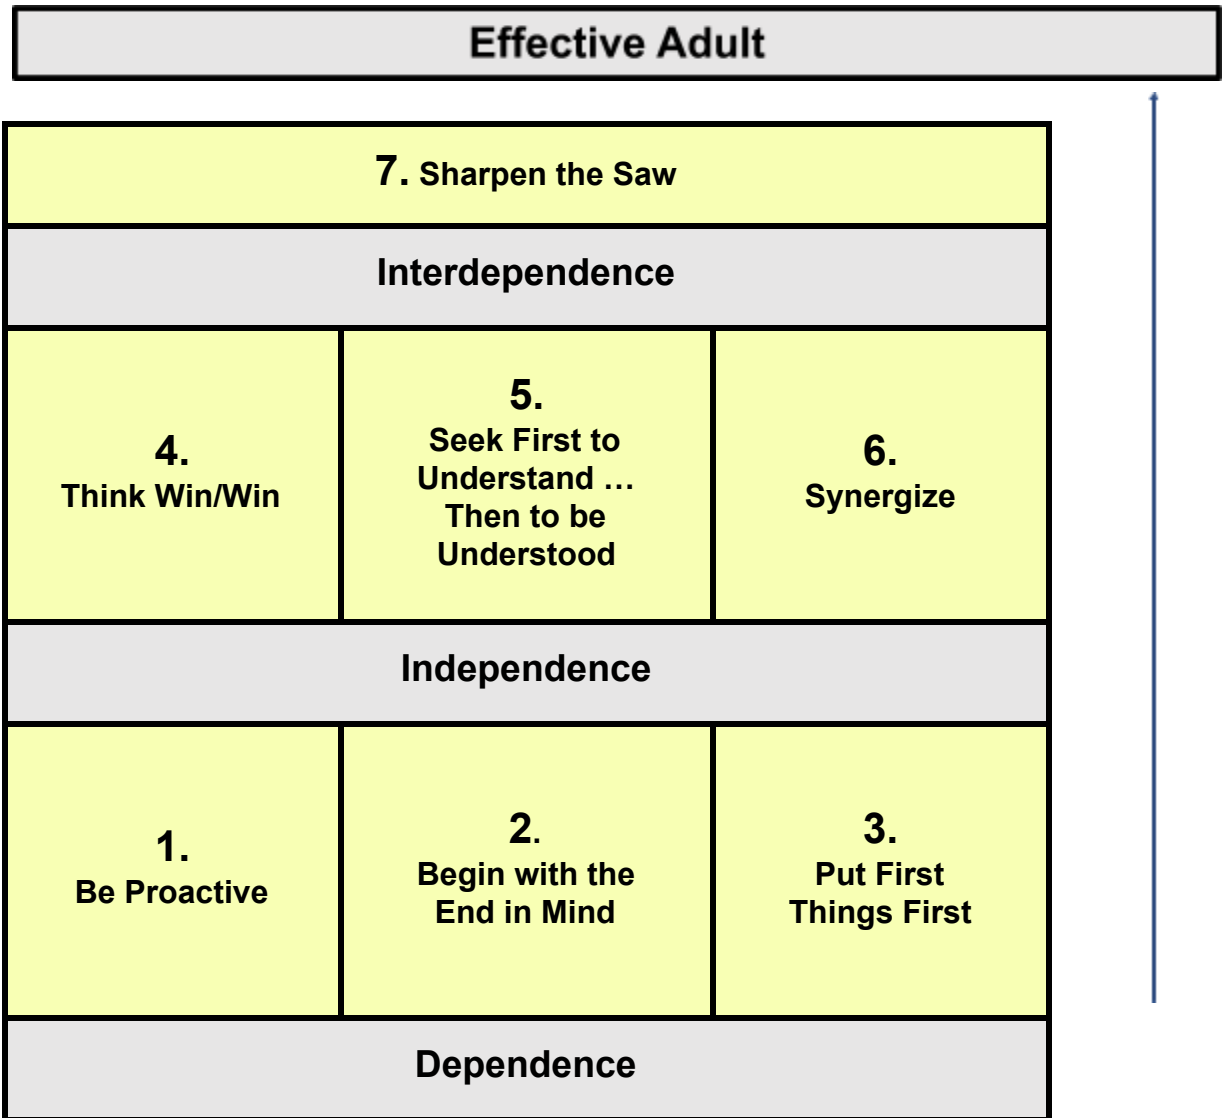 Effective Adult
7. Sharpen the Saw
Interdependence
4.
Think Win/Win
5.
Seek First to
Understand …
Then to be
Understood
6.
Synergize
Independence
1.
Be Proactive
2.
Begin with the
End in Mind
3.
Put First
Things First
Dependence